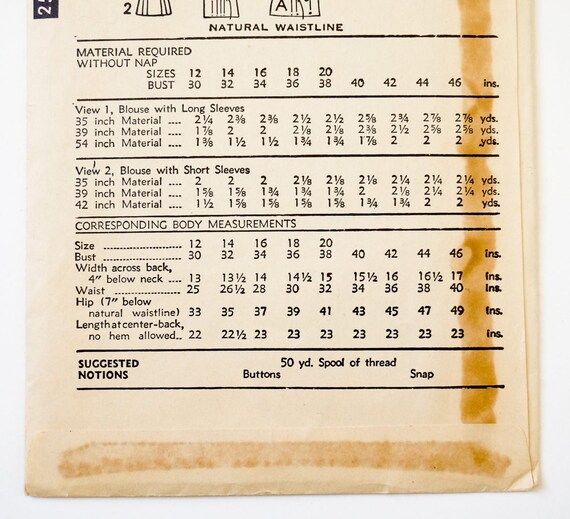 25
2
NATURAL WAISTLINE
MATERIAL REQUIRED
WITHOUT NAP
SIZES 12 14 16 18 20
BUST 30 32 34 36 38 40 42 44 46 ins.
View 1, Blouse with Long Sleeves
35 inch Material .... 2¼ 2⅜ 2⅜ 2½ 2½ 2⅝ 2¾ 2⅞ 2⅞ yds.
39 inch Material .... 1⅞ 2 2 2⅛ 2⅛ 2⅜ 2½ 2⅝ 2⅝ yds.
54 inch Material .... 1⅜ 1½ 1½ 1¾ 1¾ 1⅞ 2 2 2 yds.
View 2, Blouse with Short Sleeves
35 inch Material .... 2 2 2 2⅛ 2⅛ 2⅛ 2¼ 2¼ 2¼ yds.
39 inch Material .... 1⅝ 1⅝ 1¾ 1¾ 1¾ 2 2⅛ 2¼ 2¼ yds.
42 inch Material .... 1½ 1⅝ 1⅝ 1⅝ 1¾ 1¾ 2 2 yds.
CORRESPONDING BODY MEASUREMENTS
Size .................... 12 14 16 18 20
Bust .................... 30 32 34 36 38 40 42 44 46 ins.
Width across back,
4" below neck .... 13 13½ 14 14½ 15 15½ 16 16½ 17 ins.
Waist ................ 25 26½ 28 30 32 34 36 38 40 ins.
Hip (7" below
natural waistline) 33 35 37 39 41 43 45 47 49 ins.
Length at center-back,
no hem allowed.. 22 22½ 23 23 23 23 23 23 23 ins.
SUGGESTED 50 yd. Spool of thread
NOTIONS Buttons Snap